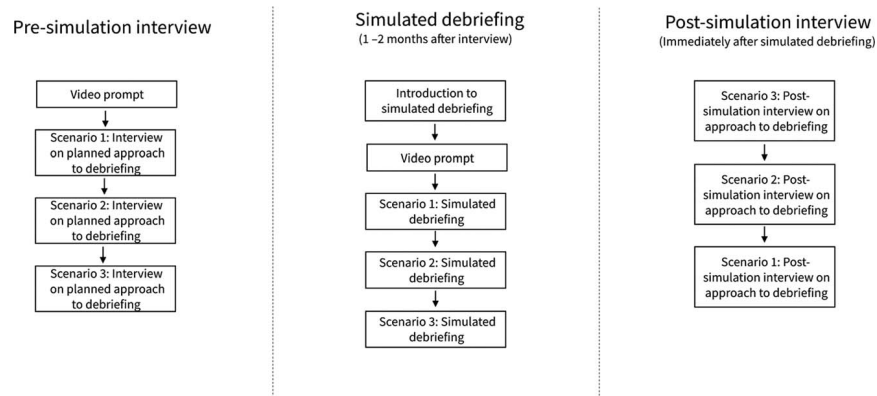 Pre-simulation interview
Video prompt
Scenario 1: Interview
on planned approach
to debriefing
Scenario 2: Interview
on planned approach
to debriefing
Scenario 3: Interview
on planned approach
to debriefing
Simulated debriefing
(1 –2 months after interview)
Introduction to
simulated debriefing
Video prompt
Scenario 1: Simulated
debriefing
Scenario 2: Simulated
debriefing
Scenario 3: Simulated
debriefing
Post-simulation interview
(Immediately after simulated debriefing)
Scenario 3: Post-
simulation interview on
approach to debriefing
Scenario 2: Post-
simulation interview on
approach to debriefing
Scenario 1: Post-
simulation interview on
approach to debriefing